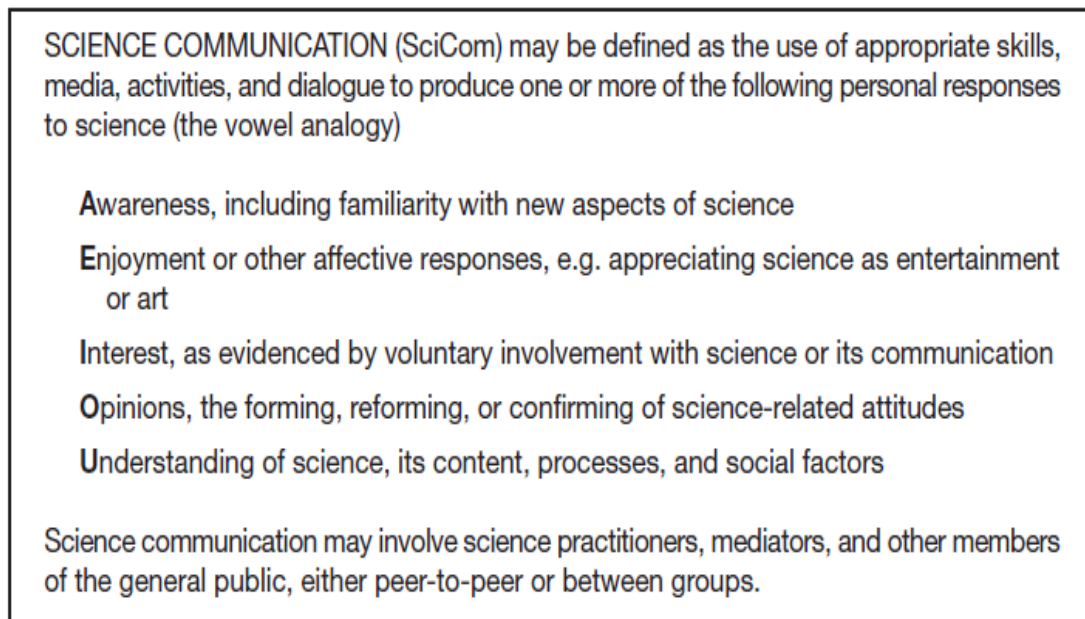 SCIENCE COMMUNICATION (SciCom) may be defined as the use of appropriate skills,
media, activities, and dialogue to produce one or more of the following personal responses
to science (the vowel analogy)
Awareness, including familiarity with new aspects of science
Enjoyment or other affective responses, e.g. appreciating science as entertainment
or art
Interest, as evidenced by voluntary involvement with science or its communication
Opinions, the forming, reforming, or confirming of science-related attitudes
Understanding of science, its content, processes, and social factors
Science communication may involve science practitioners, mediators, and other members
of the general public, either peer-to-peer or between groups.